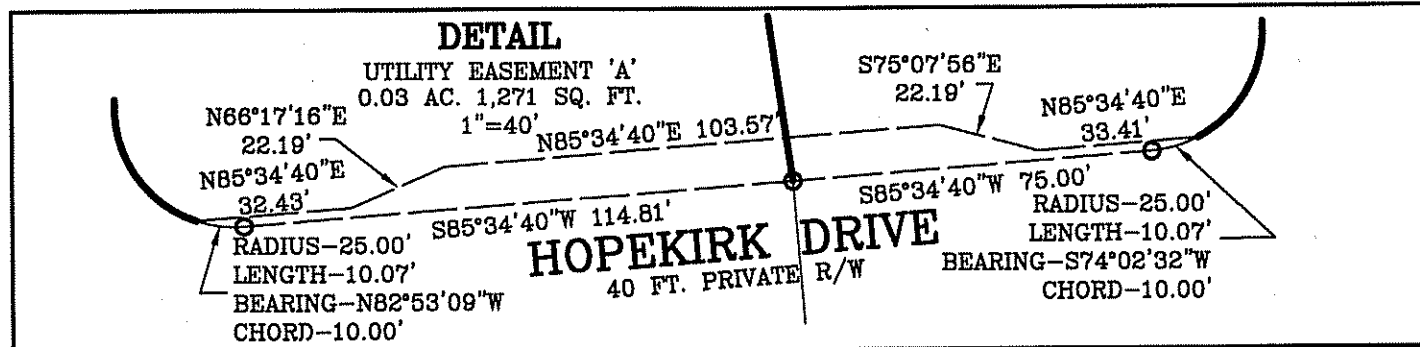 DETAIL
UTILITY EASEMENT 'A'
0.03 AC. 1,271 SQ. FT.
1"=40'
N66°17'16"E
22.19'
N85°34'40"E
32.43'
N85°34'40"E 103.57'
S75°07'56"E
22.19'
N85°34'40"E
33.41'
S85°34'40"W 114.81'
S85°34'40"W 75.00'
RADIUS-25.00'
LENGTH-10.07'
BEARING-N82°53'09"W
CHORD-10.00'
HOPEKIRK DRIVE
40 FT. PRIVATE R/W
RADIUS-25.00'
LENGTH-10.07'
BEARING-S74°02'32"W
CHORD-10.00'